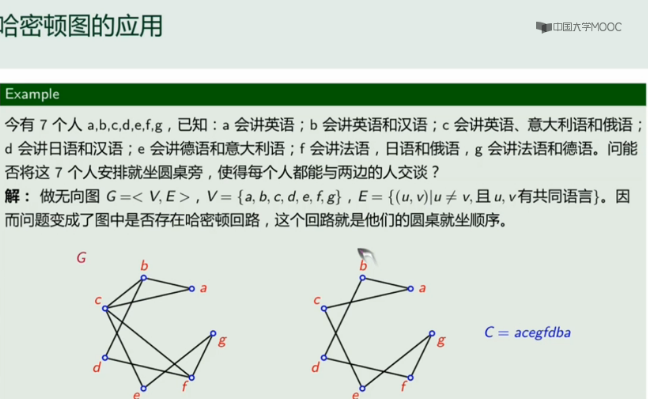 哈密顿图的应用
中国大学MOOC
Example
今有 7 个人 a,b,c,d,e,f,g，已知：a 会讲英语；b 会讲英语和汉语；c 会讲英语、意大利语和俄语；
d 会讲日语和汉语；e 会讲德语和意大利语；f 会讲法语，日语和俄语，g 会讲法语和德语。问能
否将这 7 个人安排就坐圆桌旁，使得每个人都能与两边的人交谈？
解： 做无向图 G =< V, E >，V = {a, b, c, d, e, f, g}，E = {(u, v)|u ≠ v, 且 u, v 有共同语言}。因
而问题变成了图中是否存在哈密顿回路，这个回路就是他们的圆桌就坐顺序。
G
b
a
c
g
d
f
e
b
a
c
g
d
f
e
C = acegfdba